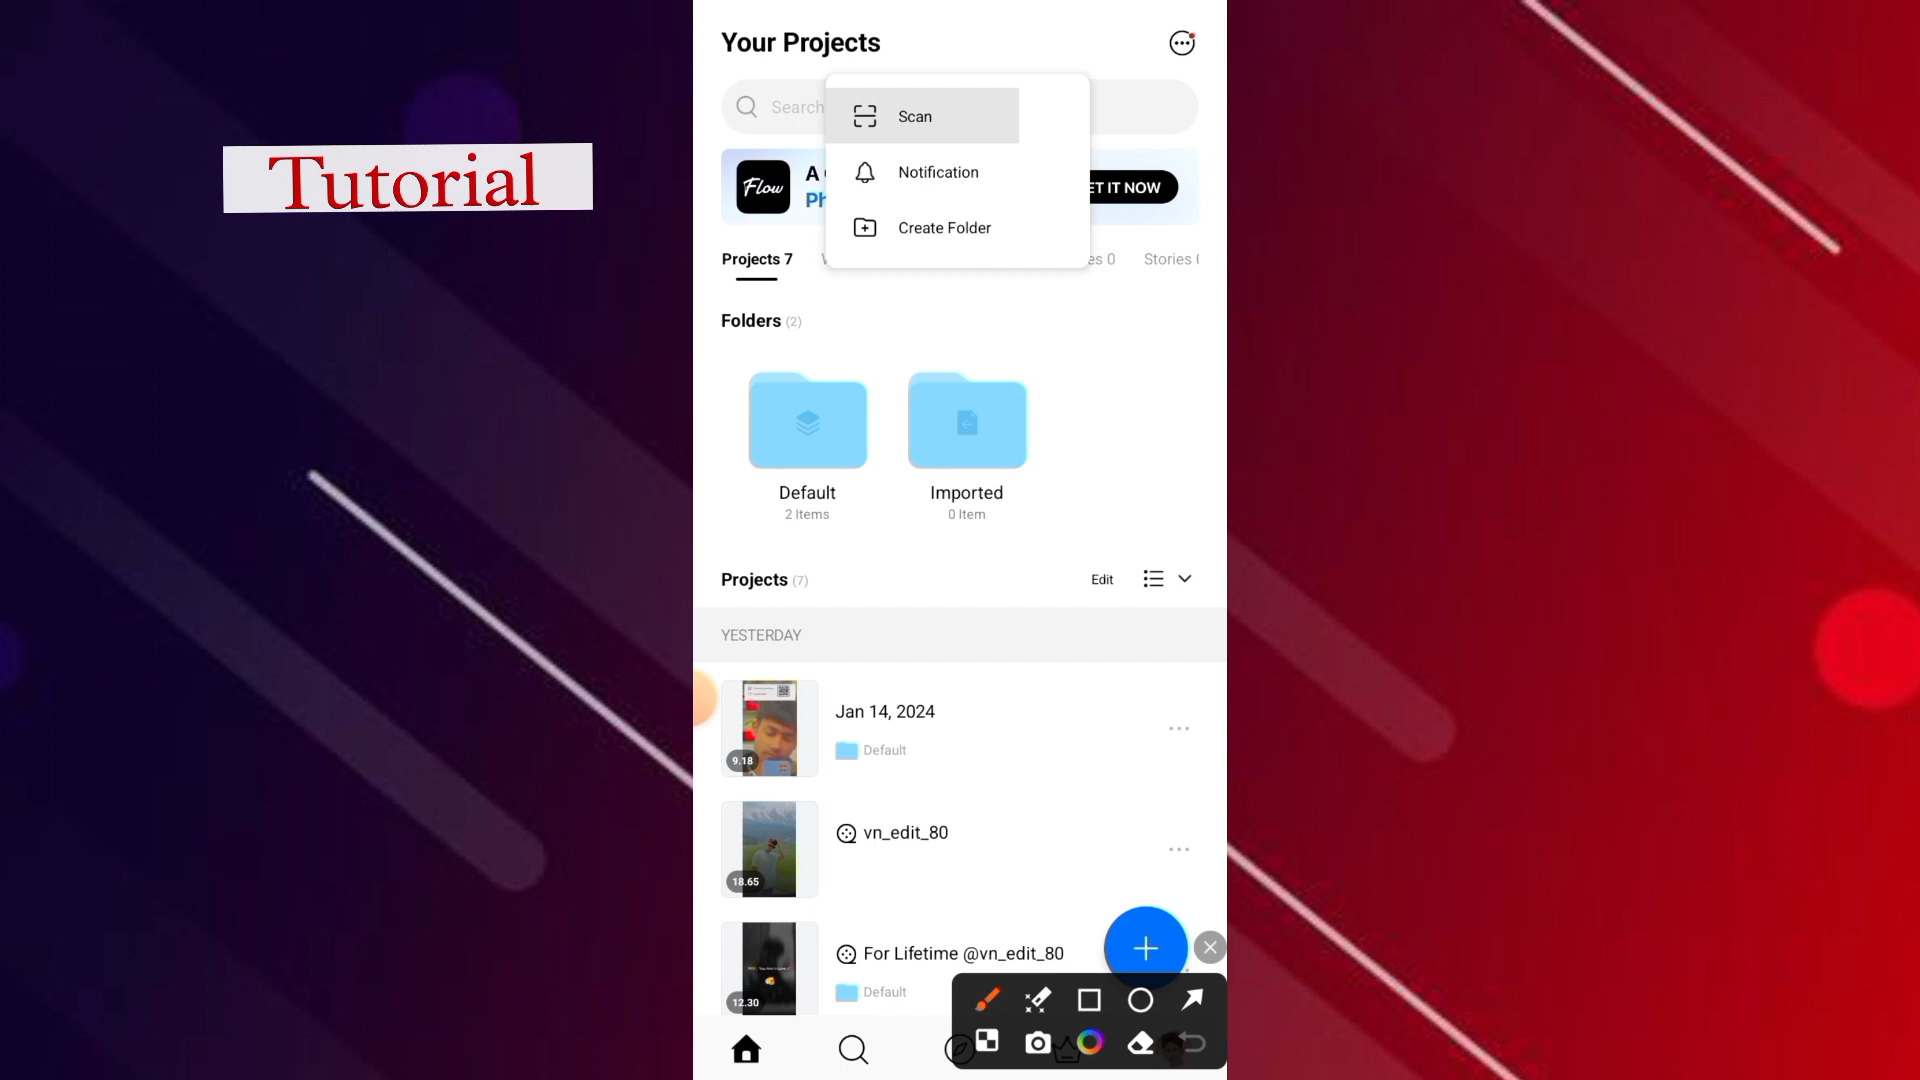 Tutorial
Your Projects
Search
Scan
Notification
Create Folder
Flow
A
Ph
ET IT NOW
Projects 7
es 0
Stories
Folders (2)
Default
2 Items
Imported
0 Item
Projects (7)
Edit
YESTERDAY
Jan 14, 2024
Default
9.18
vn_edit_80
18.65
For Lifetime @vn_edit_80
Default
12.30